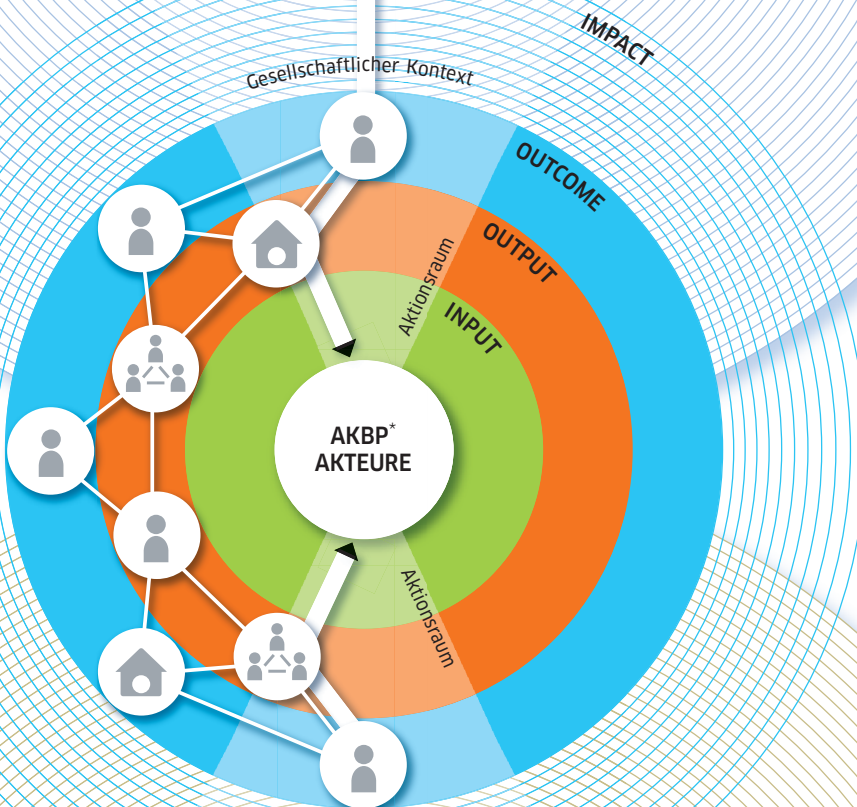 IMPACT
Gesellschaftlicher Kontext
OUTCOME
OUTPUT
Aktionsraum
INPUT
AKBP*
AKTEURE
Aktionsraum